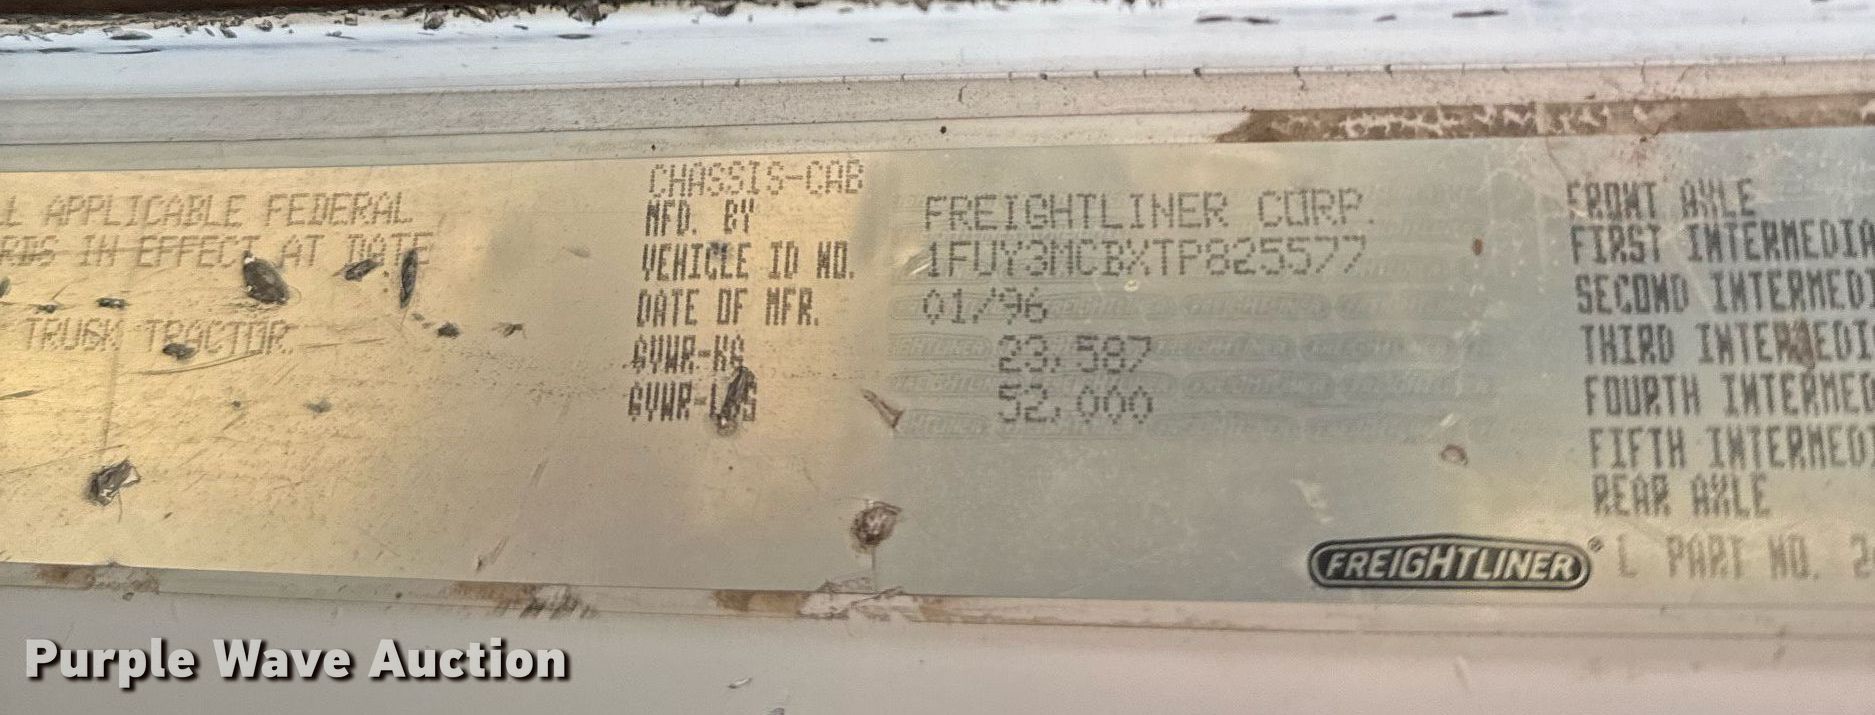 L APPLICABLE FEDERAL
RDS IN EFFECT AT DATE
TRUCK TRACTOR.
CHASSIS-CAB
MFD. BY FREIGHTLINER CORP.
VEHICLE ID NO. 1FUY3MCBXTP825577
DATE OF MFR. 01/96
GVWR-KG 23,587
GVWR-LBS 52,000
FRONT AXLE
FIRST INTERMEDIA
SECOND INTERMEDI
THIRD INTERMEDI
FOURTH INTERMED
FIFTH INTERMEDI
REAR AXLE
FREIGHTLINER® L PART NO. 2
Purple Wave Auction